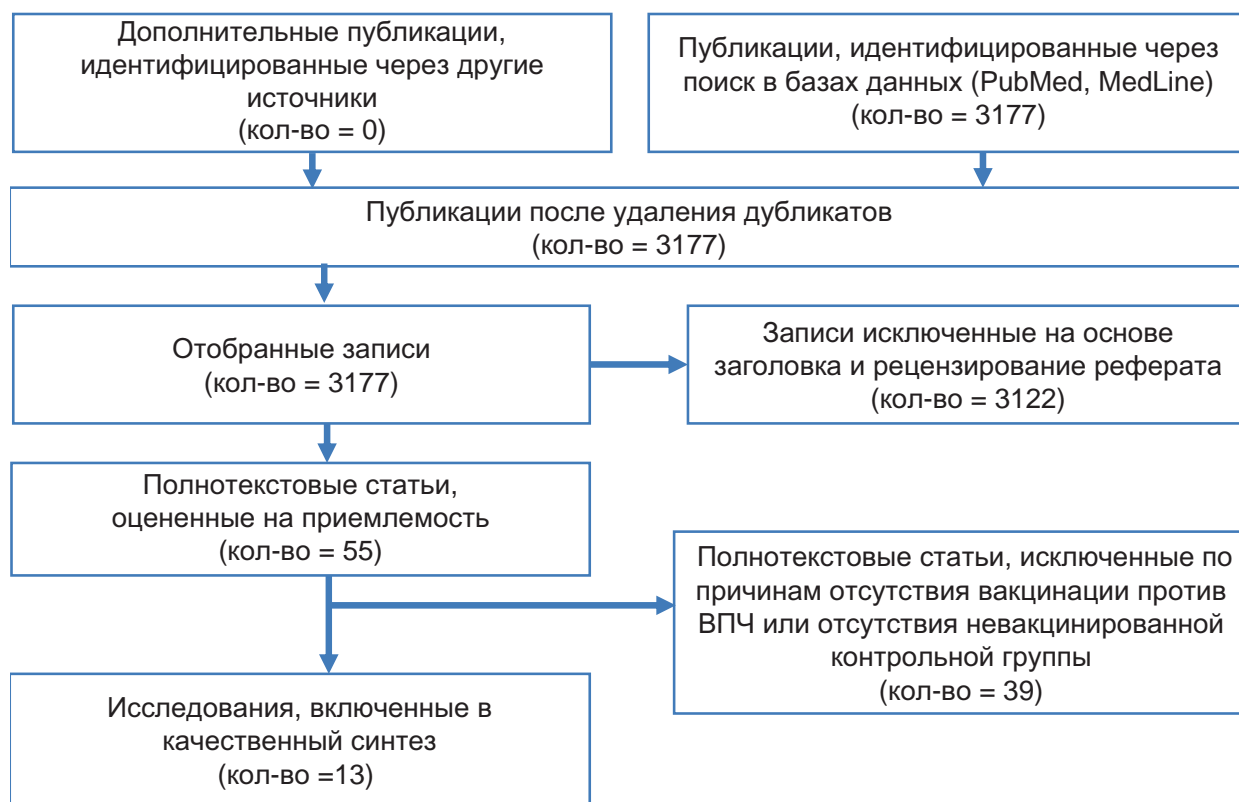 Дополнительные публикации,
идентифицированные через другие
источники
(кол-во = 0)
Публикации, идентифицированные через
поиск в базах данных (PubMed, MedLine)
(кол-во = 3177)
Публикации после удаления дубликатов
(кол-во = 3177)
Отобранные записи
(кол-во = 3177)
Записи исключенные на основе
заголовка и рецензирование реферата
(кол-во = 3122)
Полнотекстовые статьи,
оцененные на приемлемость
(кол-во = 55)
Полнотекстовые статьи, исключенные по
причинам отсутствия вакцинации против
ВПЧ или отсутствия невакцинированной
контрольной группы
(кол-во = 39)
Исследования, включенные в
качественный синтез
(кол-во =13)